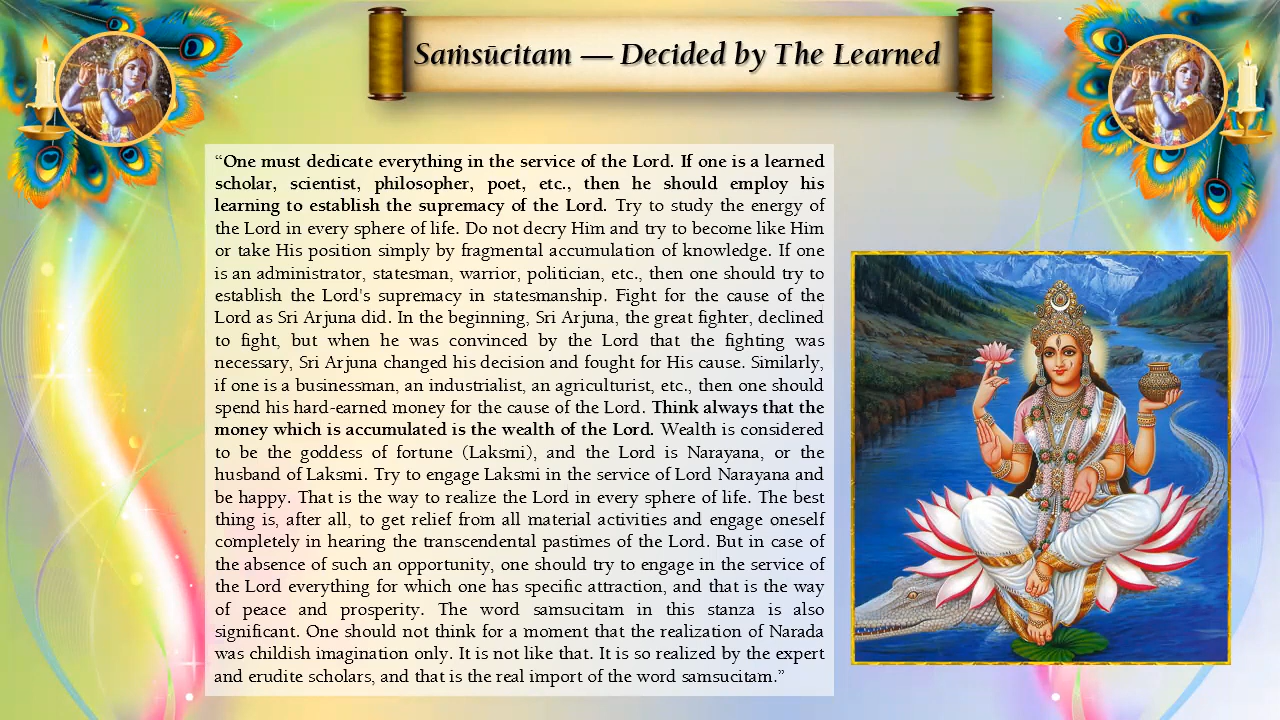 Saṁsūcitam — Decided by The Learned
“One must dedicate everything in the service of the Lord. If one is a learned
scholar, scientist, philosopher, poet, etc., then he should employ his
learning to establish the supremacy of the Lord. Try to study the energy of
the Lord in every sphere of life. Do not decry Him and try to become like Him
or take His position simply by fragmental accumulation of knowledge. If one
is an administrator, statesman, warrior, politician, etc., then one should try to
establish the Lord's supremacy in statesmanship. Fight for the cause of the
Lord as Sri Arjuna did. In the beginning, Sri Arjuna, the great fighter, declined
to fight, but when he was convinced by the Lord that the fighting was
necessary, Sri Arjuna changed his decision and fought for His cause. Similarly,
if one is a businessman, an industrialist, an agriculturist, etc., then one should
spend his hard-earned money for the cause of the Lord. Think always that the
money which is accumulated is the wealth of the Lord. Wealth is considered
to be the goddess of fortune (Laksmi), and the Lord is Narayana, or the
husband of Laksmi. Try to engage Laksmi in the service of Lord Narayana and
be happy. That is the way to realize the Lord in every sphere of life. The best
thing is, after all, to get relief from all material activities and engage oneself
completely in hearing the transcendental pastimes of the Lord. But in case of
the absence of such an opportunity, one should try to engage in the service of
the Lord everything for which one has specific attraction, and that is the way
of peace and prosperity. The word samsucitam in this stanza is also
significant. One should not think for a moment that the realization of Narada
was childish imagination only. It is not like that. It is so realized by the expert
and erudite scholars, and that is the real import of the word samsucitam.”